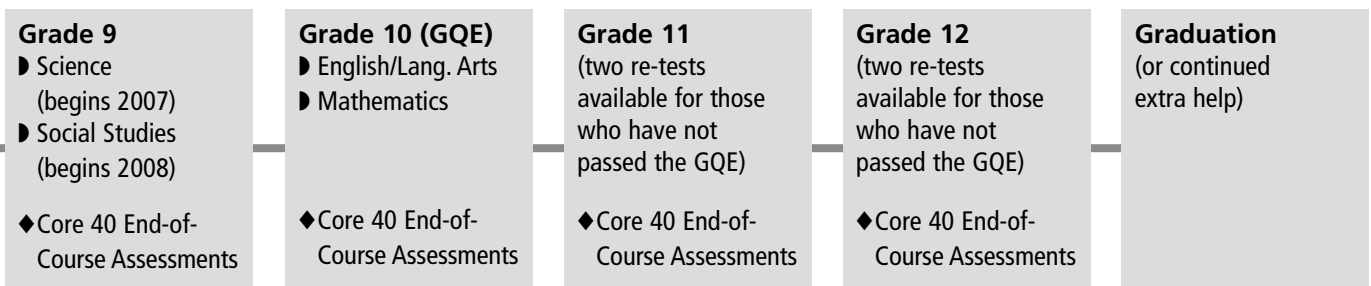 Grade 9
◗ Science
(begins 2007)
◗ Social Studies
(begins 2008)
♦Core 40 End-of-
Course Assessments
Grade 10 (GQE)
◗ English/Lang. Arts
◗ Mathematics
♦Core 40 End-of-
Course Assessments
Grade 11
(two re-tests
available for those
who have not
passed the GQE)
♦Core 40 End-of-
Course Assessments
Grade 12
(two re-tests
available for those
who have not
passed the GQE)
♦Core 40 End-of-
Course Assessments
Graduation
(or continued
extra help)